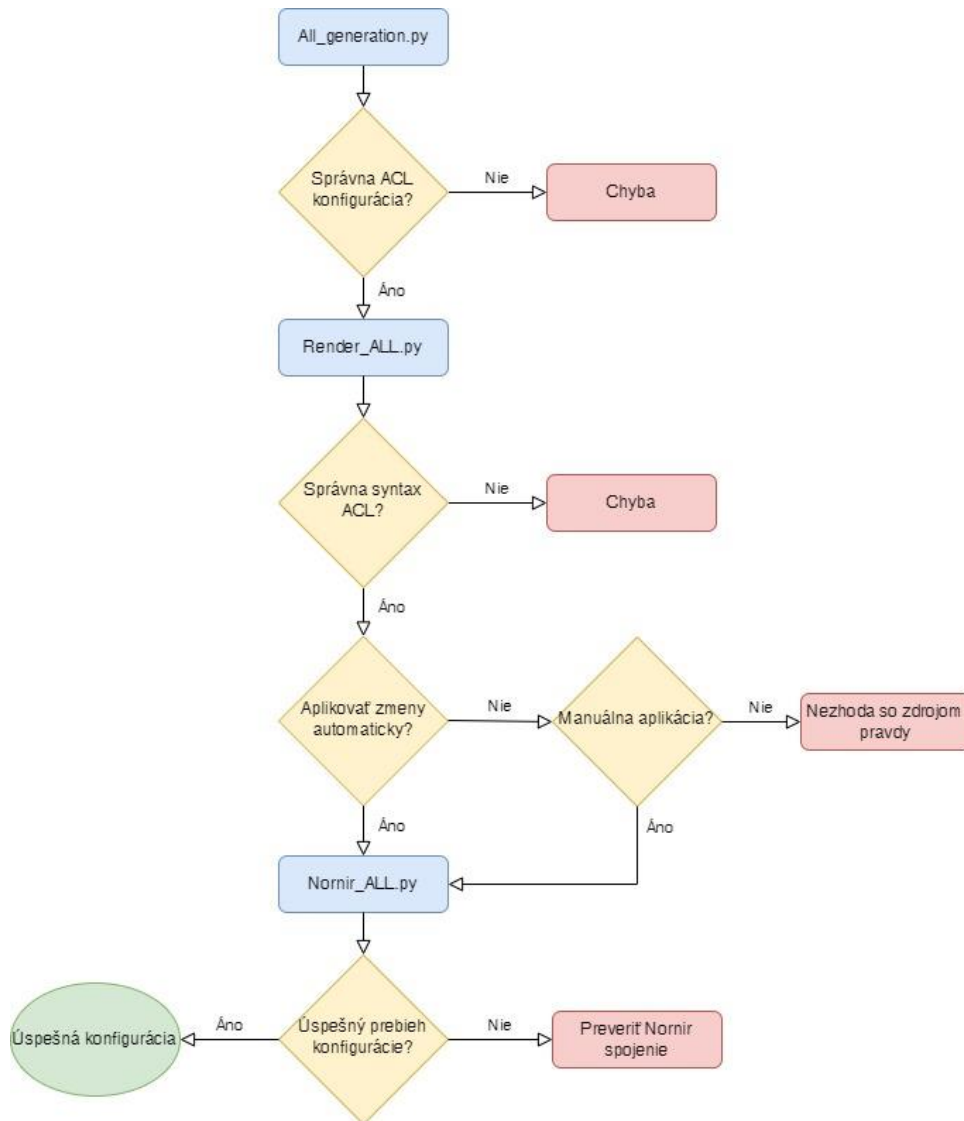 All_generation.py
Správna ACL
konfigurácia?
Nie
Chyba
Áno
Render_ALL.py
Správna syntax
ACL?
Nie
Chyba
Áno
Aplikovať zmeny
automaticky?
Nie
Manuálna aplikácia?
Nie
Nezhoda so zdrojom
pravdy
Áno
Áno
Nornir_ALL.py
Úspešná konfigurácia
Áno
Úspešný prebieh
konfigurácie?
Nie
Preveriť Nornir
spojenie